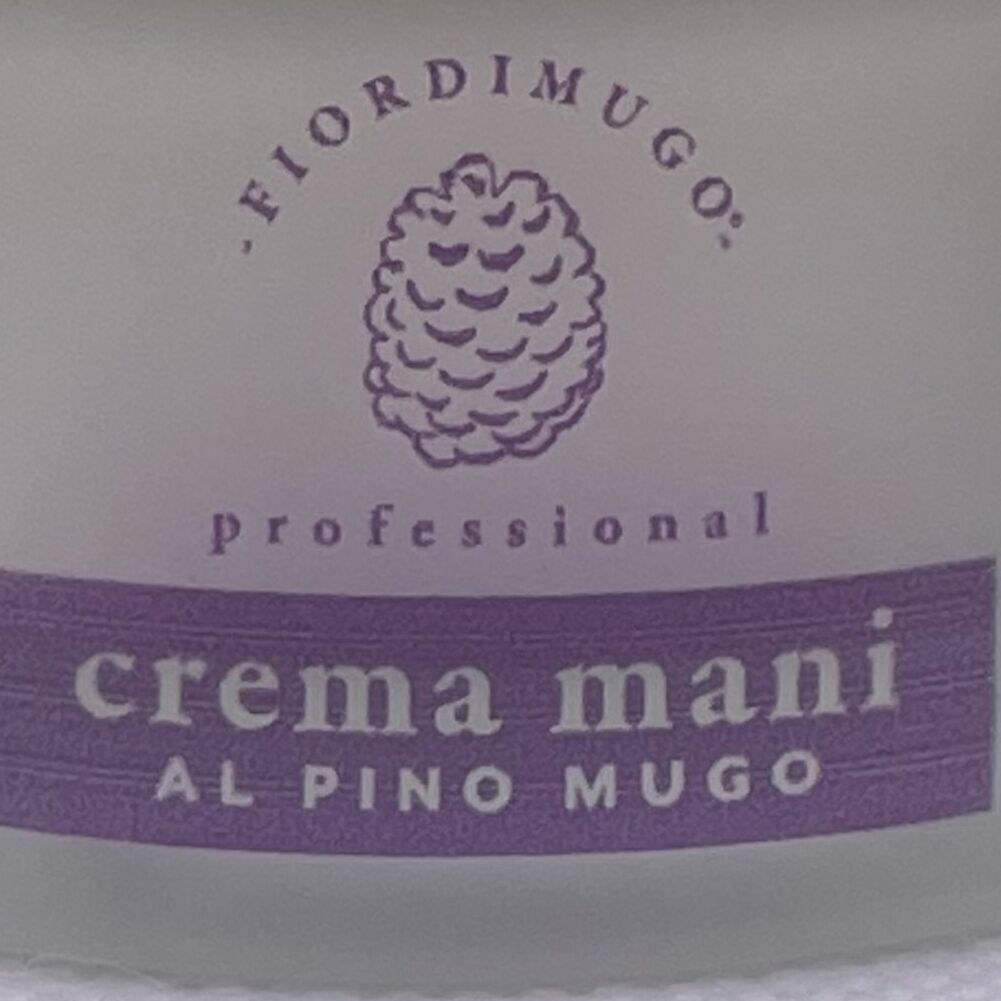 FIORDIMUGO®
professional
crema mani
AL PINO MUGO